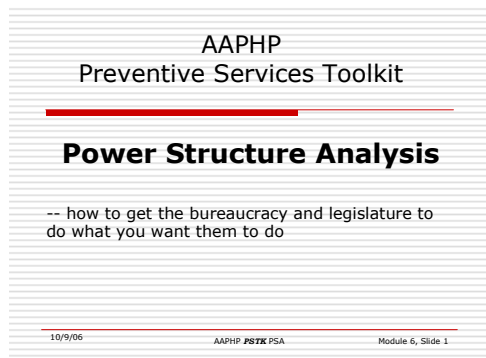 AAPHP
Preventive Services Toolkit
Power Structure Analysis
-- how to get the bureaucracy and legislature to
do what you want them to do
10/9/06
AAPHP PSTK PSA
Module 6, Slide 1